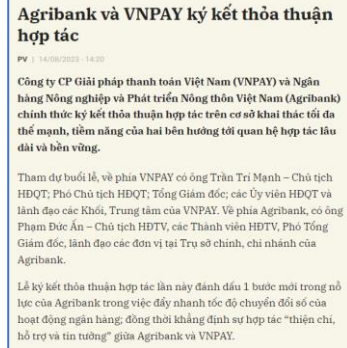 Agribank và VNPAY ký kết thỏa thuận
hợp tác
PV | 14/08/2023 - 14:20
Công ty CP Giải pháp thanh toán Việt Nam (VNPAY) và Ngân
hàng Nông nghiệp và Phát triển Nông thôn Việt Nam (Agribank)
chính thức ký kết thỏa thuận hợp tác trên cơ sở khai thác tối đa
thế mạnh, tiềm năng của hai bên hướng tới quan hệ hợp tác lâu
dài và bền vững.
Tham dự buổi lễ, về phía VNPAY có ông Trần Trí Mạnh – Chủ tịch
HĐQT; Phó Chủ tịch HĐQT; Tổng Giám đốc; các Ủy viên HĐQT và
lãnh đạo các Khối, Trung tâm của VNPAY. Về phía Agribank, có ông
Phạm Đức Ấn – Chủ tịch HĐTV, các Thành viên HĐTV, Phó Tổng
Giám đốc, lãnh đạo các đơn vị tại Trụ sở chính, chi nhánh của
Agribank.
Lễ ký kết thỏa thuận hợp tác lần này đánh dấu 1 bước mới trong nỗ
lực của Agribank trong việc đẩy nhanh tốc độ chuyển đổi số của
hoạt động ngân hàng; đồng thời khẳng định sự hợp tác “thiện chí,
hỗ trợ và tin tưởng” giữa Agribank và VNPAY.